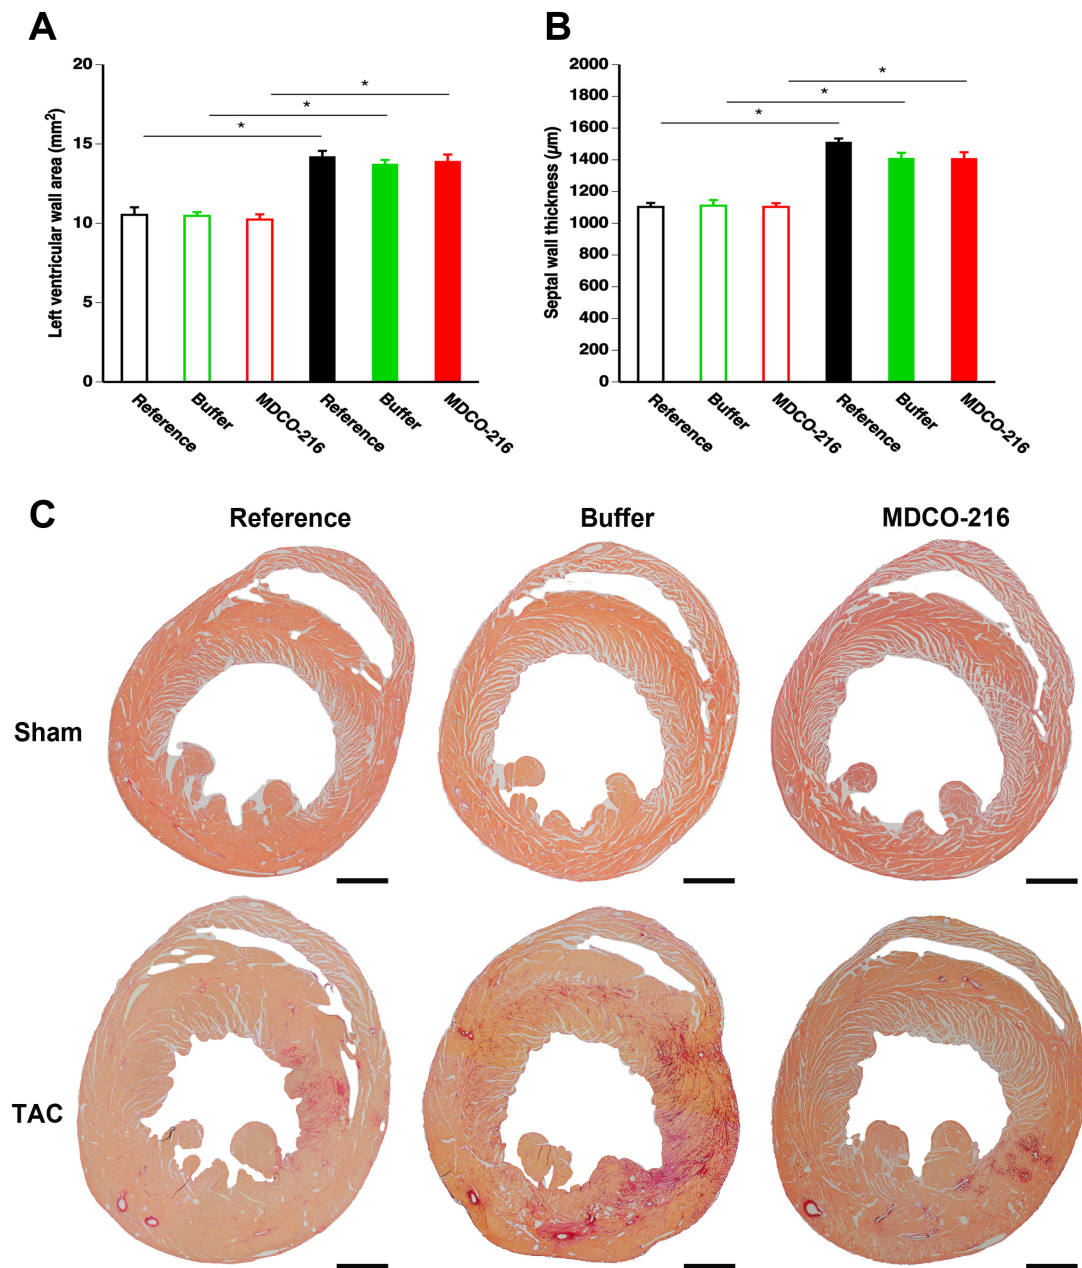 A
B
Left ventricular wall area (mm²)
20
15
10
5
0
*
*
*
Reference
Buffer
MDCO-216
Reference
Buffer
MDCO-216
Septal wall thickness (µm)
2000
1800
1600
1400
1200
1000
800
600
400
200
0
*
*
*
Reference
Buffer
MDCO-216
Reference
Buffer
MDCO-216
C
Reference
Buffer
MDCO-216
Sham
TAC